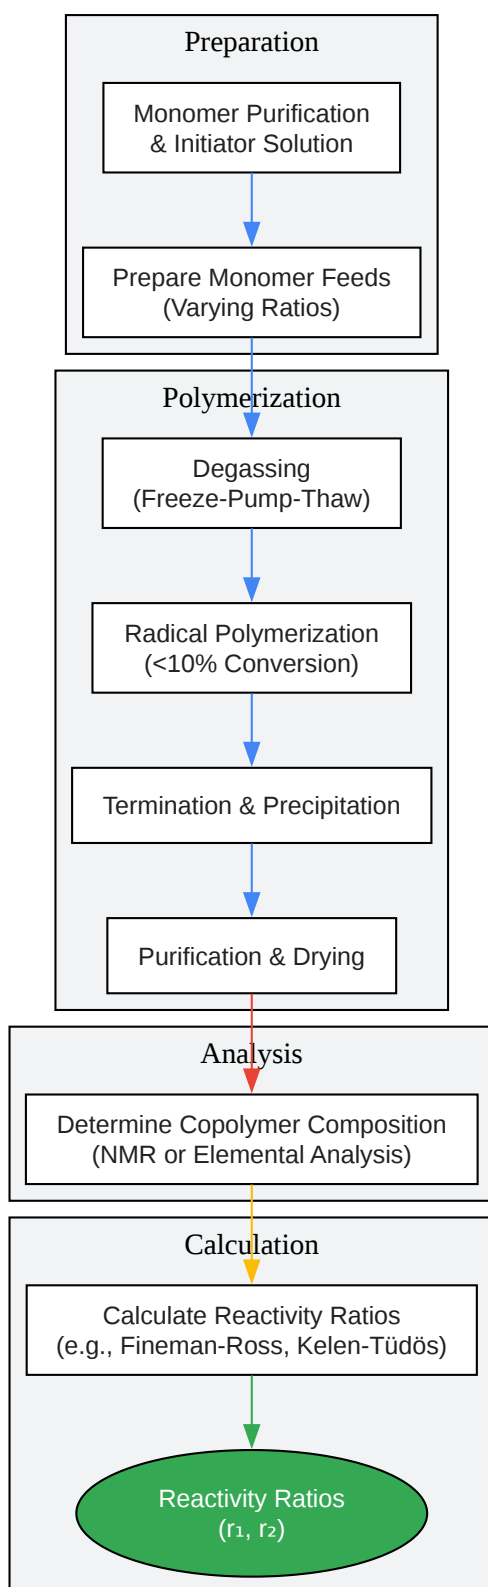 Preparation
Monomer Purification
& Initiator Solution
Prepare Monomer Feeds
(Varying Ratios)
Polymerization
Degassing
(Freeze-Pump-Thaw)
Radical Polymerization
(<10% Conversion)
Termination & Precipitation
Purification & Drying
Analysis
Determine Copolymer Composition
(NMR or Elemental Analysis)
Calculation
Calculate Reactivity Ratios
(e.g., Fineman-Ross, Kelen-Tüdös)
Reactivity Ratios
(r₁, r₂)